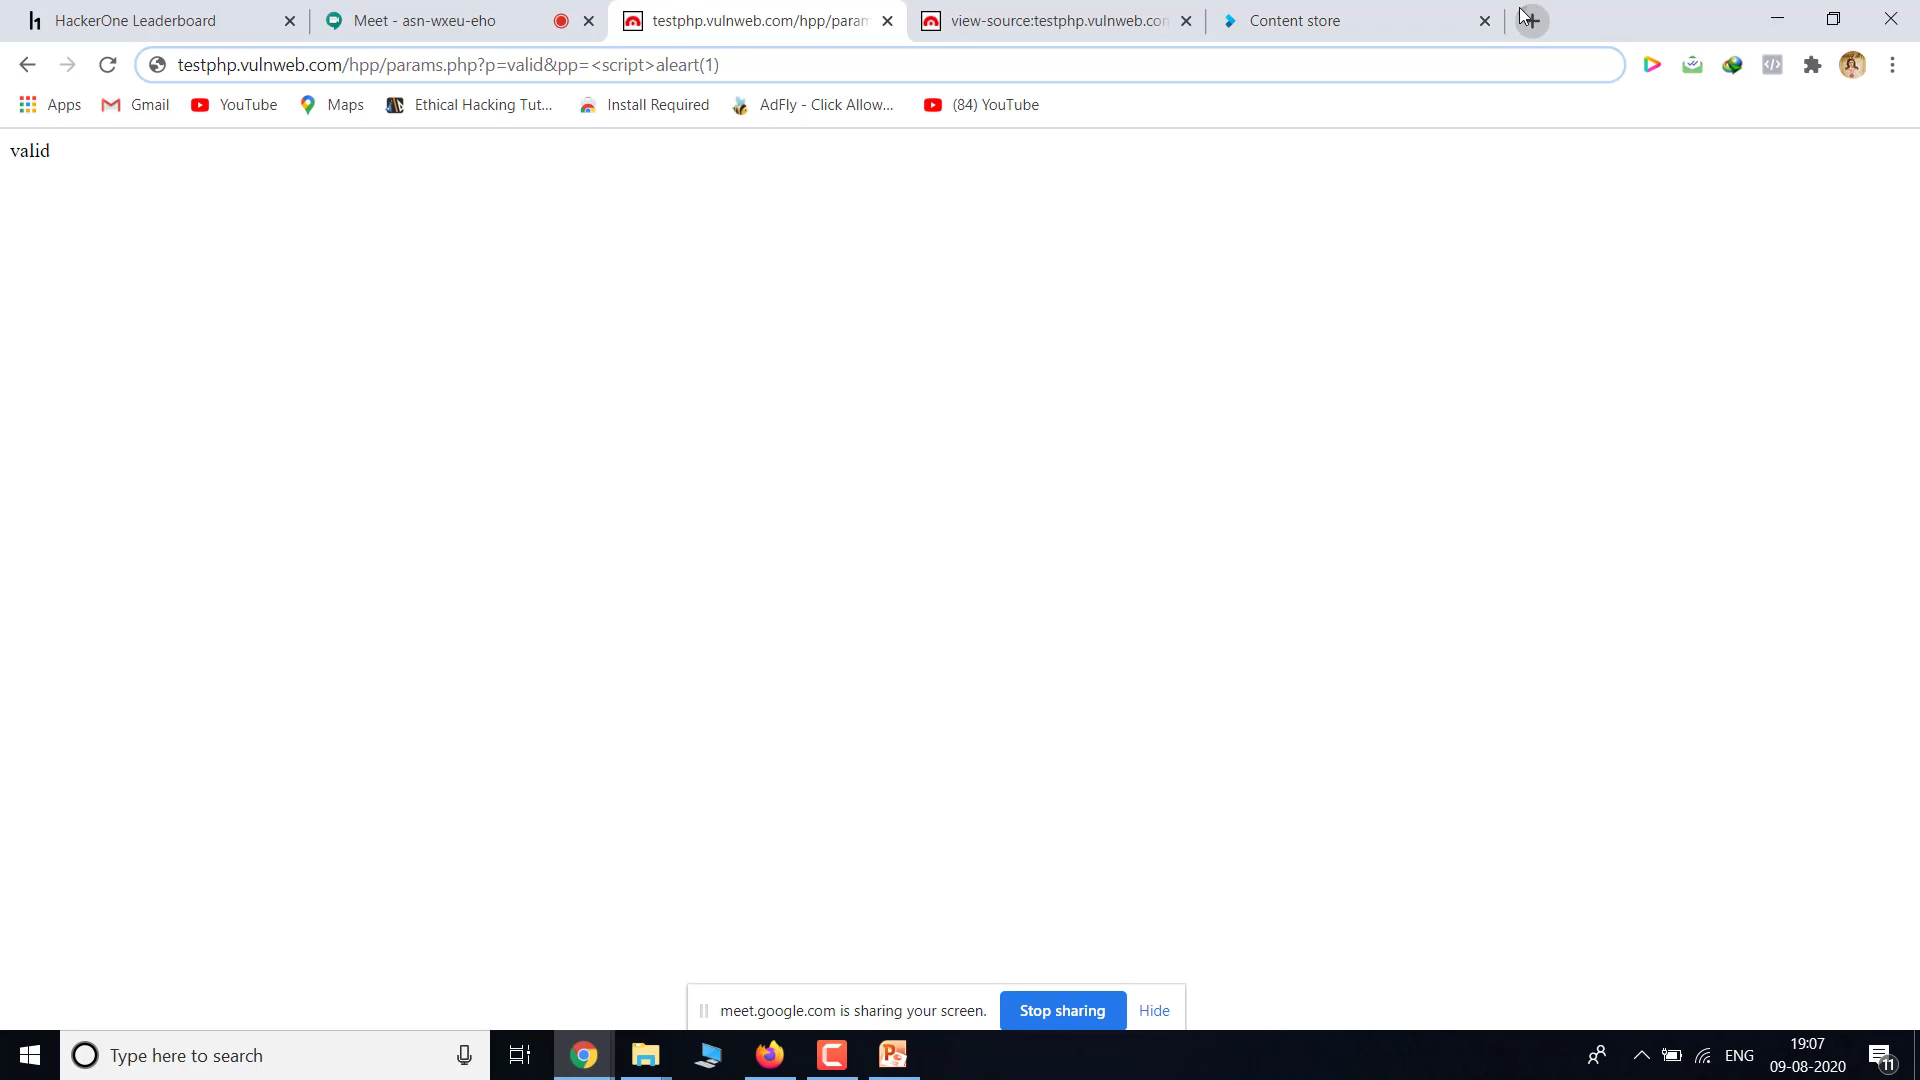 HackerOne Leaderboard
Meet - asn-wxeu-eho
testphp.vulnweb.com/hpp/param
view-source:testphp.vulnweb.com
Content store
testphp.vulnweb.com/hpp/params.php?p=valid&pp=<script>aleart(1)
Apps
Gmail
YouTube
Maps
Ethical Hacking Tut...
Install Required
AdFly - Click Allow...
(84) YouTube
valid
meet.google.com is sharing your screen.
Stop sharing
Hide
Type here to search
ENG
19:07
09-08-2020
11